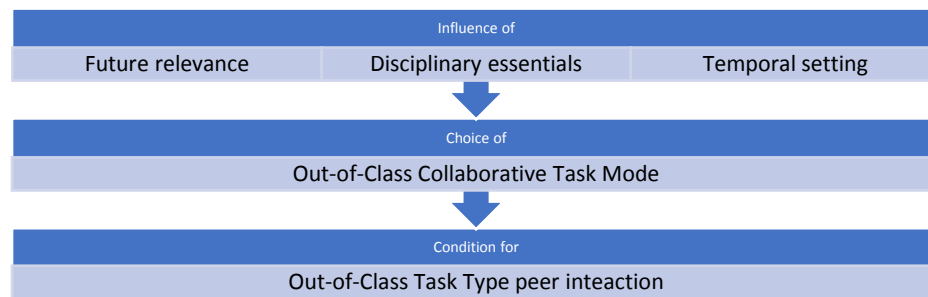 Influence of
Future relevance Disciplinary essentials Temporal setting
Choice of
Out-of-Class Collaborative Task Mode
Condition for
Out-of-Class Task Type peer inteaction